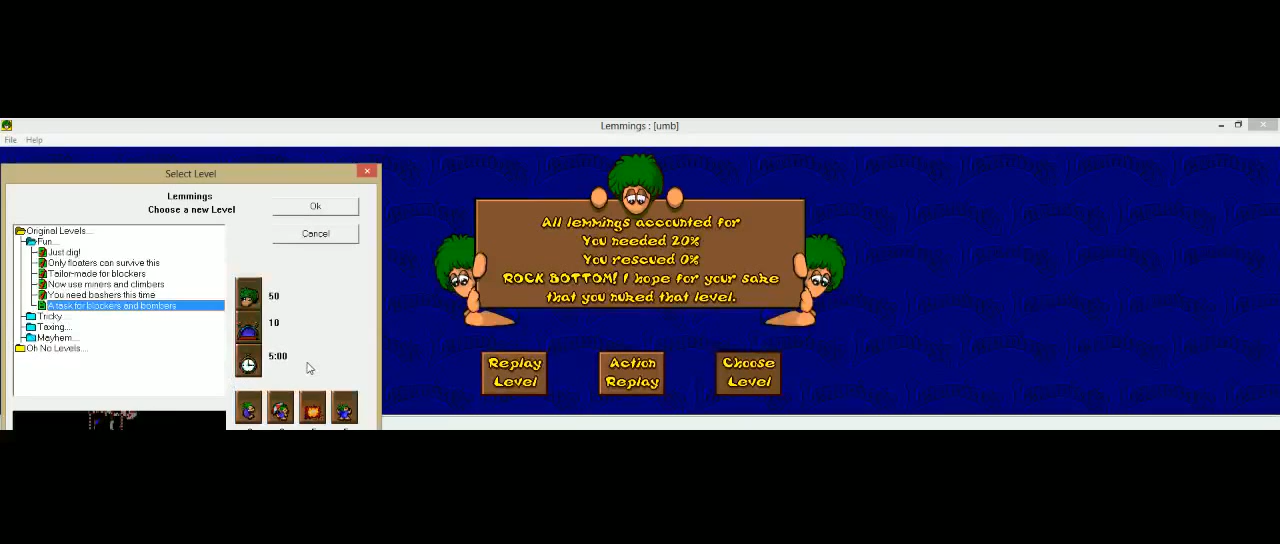 Lemmings : [umb]
File Help
Select Level
Lemmings
Choose a new Level
Ok
Cancel
Original Levels....
Fun....
Just dig!
Only floaters can survive this
Tailor-made for blockers
Now use miners and climbers
You need bashers this time
A task for blockers and bombers
Tricky....
Taxing....
Mayhem....
Oh No Levels....
50
10
5:00
All lemmings accounted for
You needed 20%
You rescued 0%
ROCK BOTTOM! I hope for your sake
that you nuked that level.
Replay
Level
Action
Replay
Choose
Level